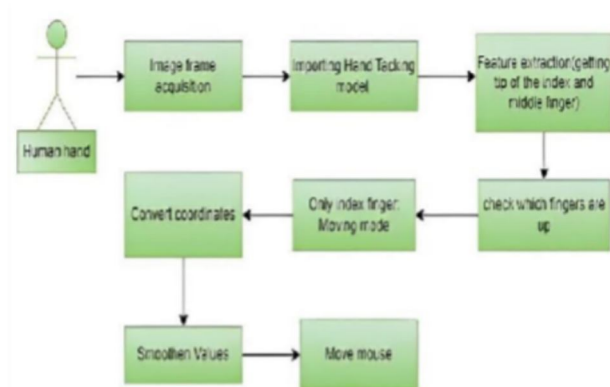 Image frame
acquisition
Importing Hand Tacking
model
Feature extraction(getting
tip of the index and
middle finger)
Human hand
Convert coordinates
Only index finger:
Moving mode
check which fingers are
up
Smoothen Values
Move mouse